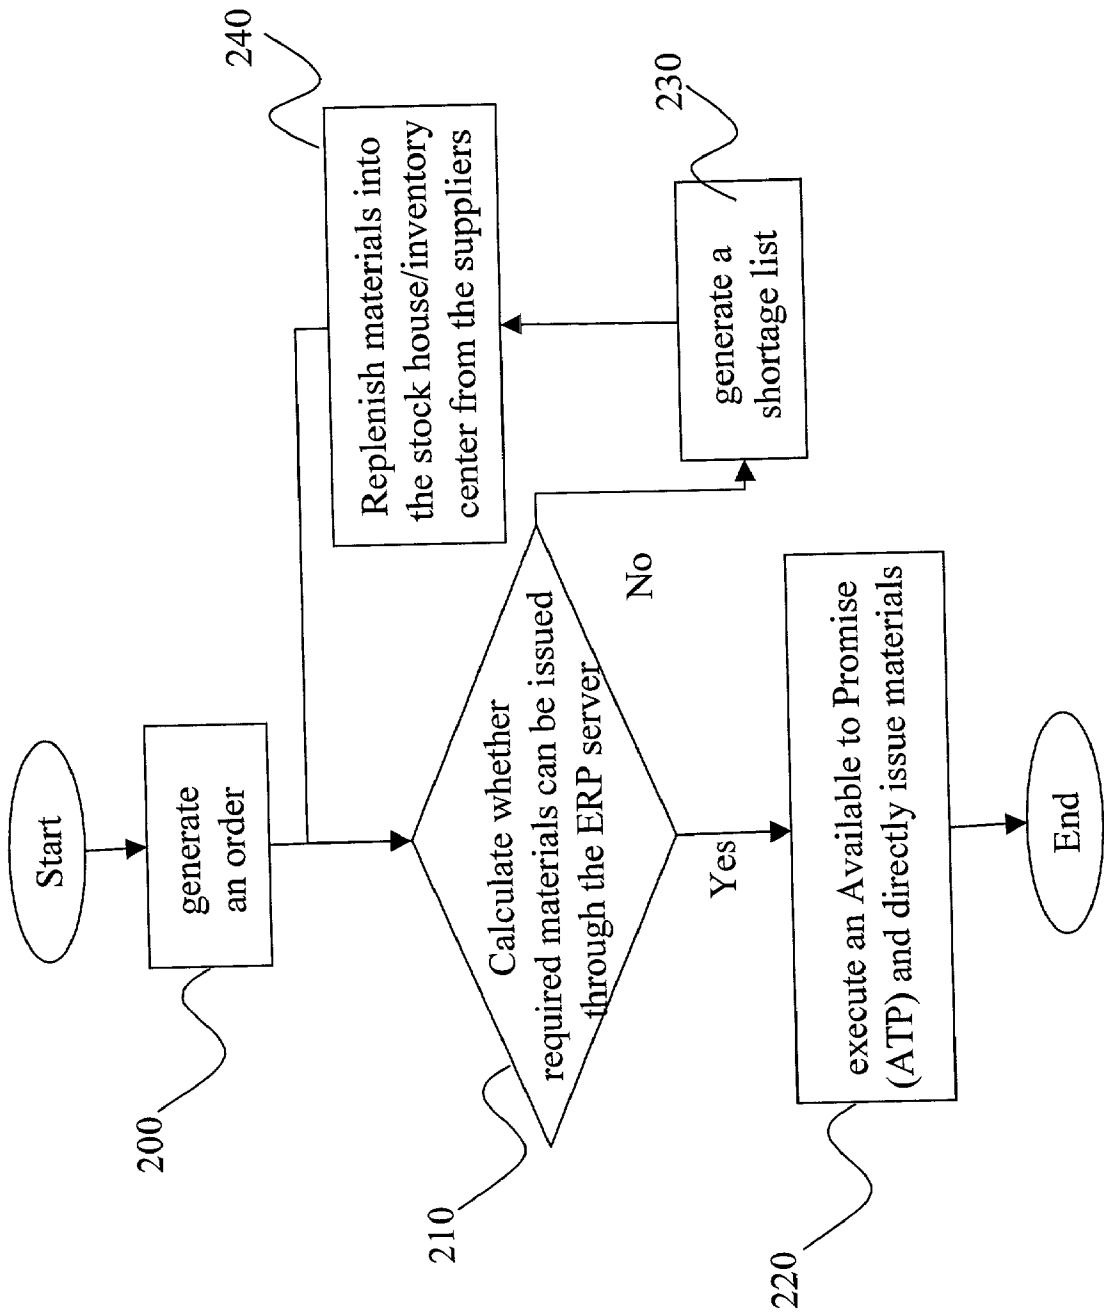 Start
generate
an order
200
Calculate whether
required materials can be issued
through the ERP server
210
No
Yes
generate a
shortage list
230
Replenish materials into
the stock house/inventory
center from the suppliers
240
execute an Available to Promise
(ATP) and directly issue materials
220
End